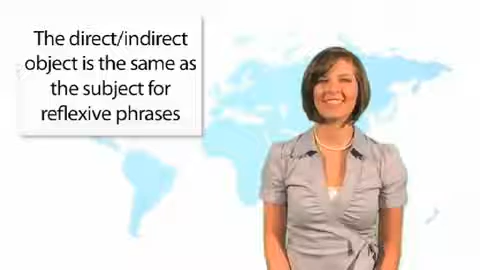 The direct/indirect
object is the same as
the subject for
reflexive phrases